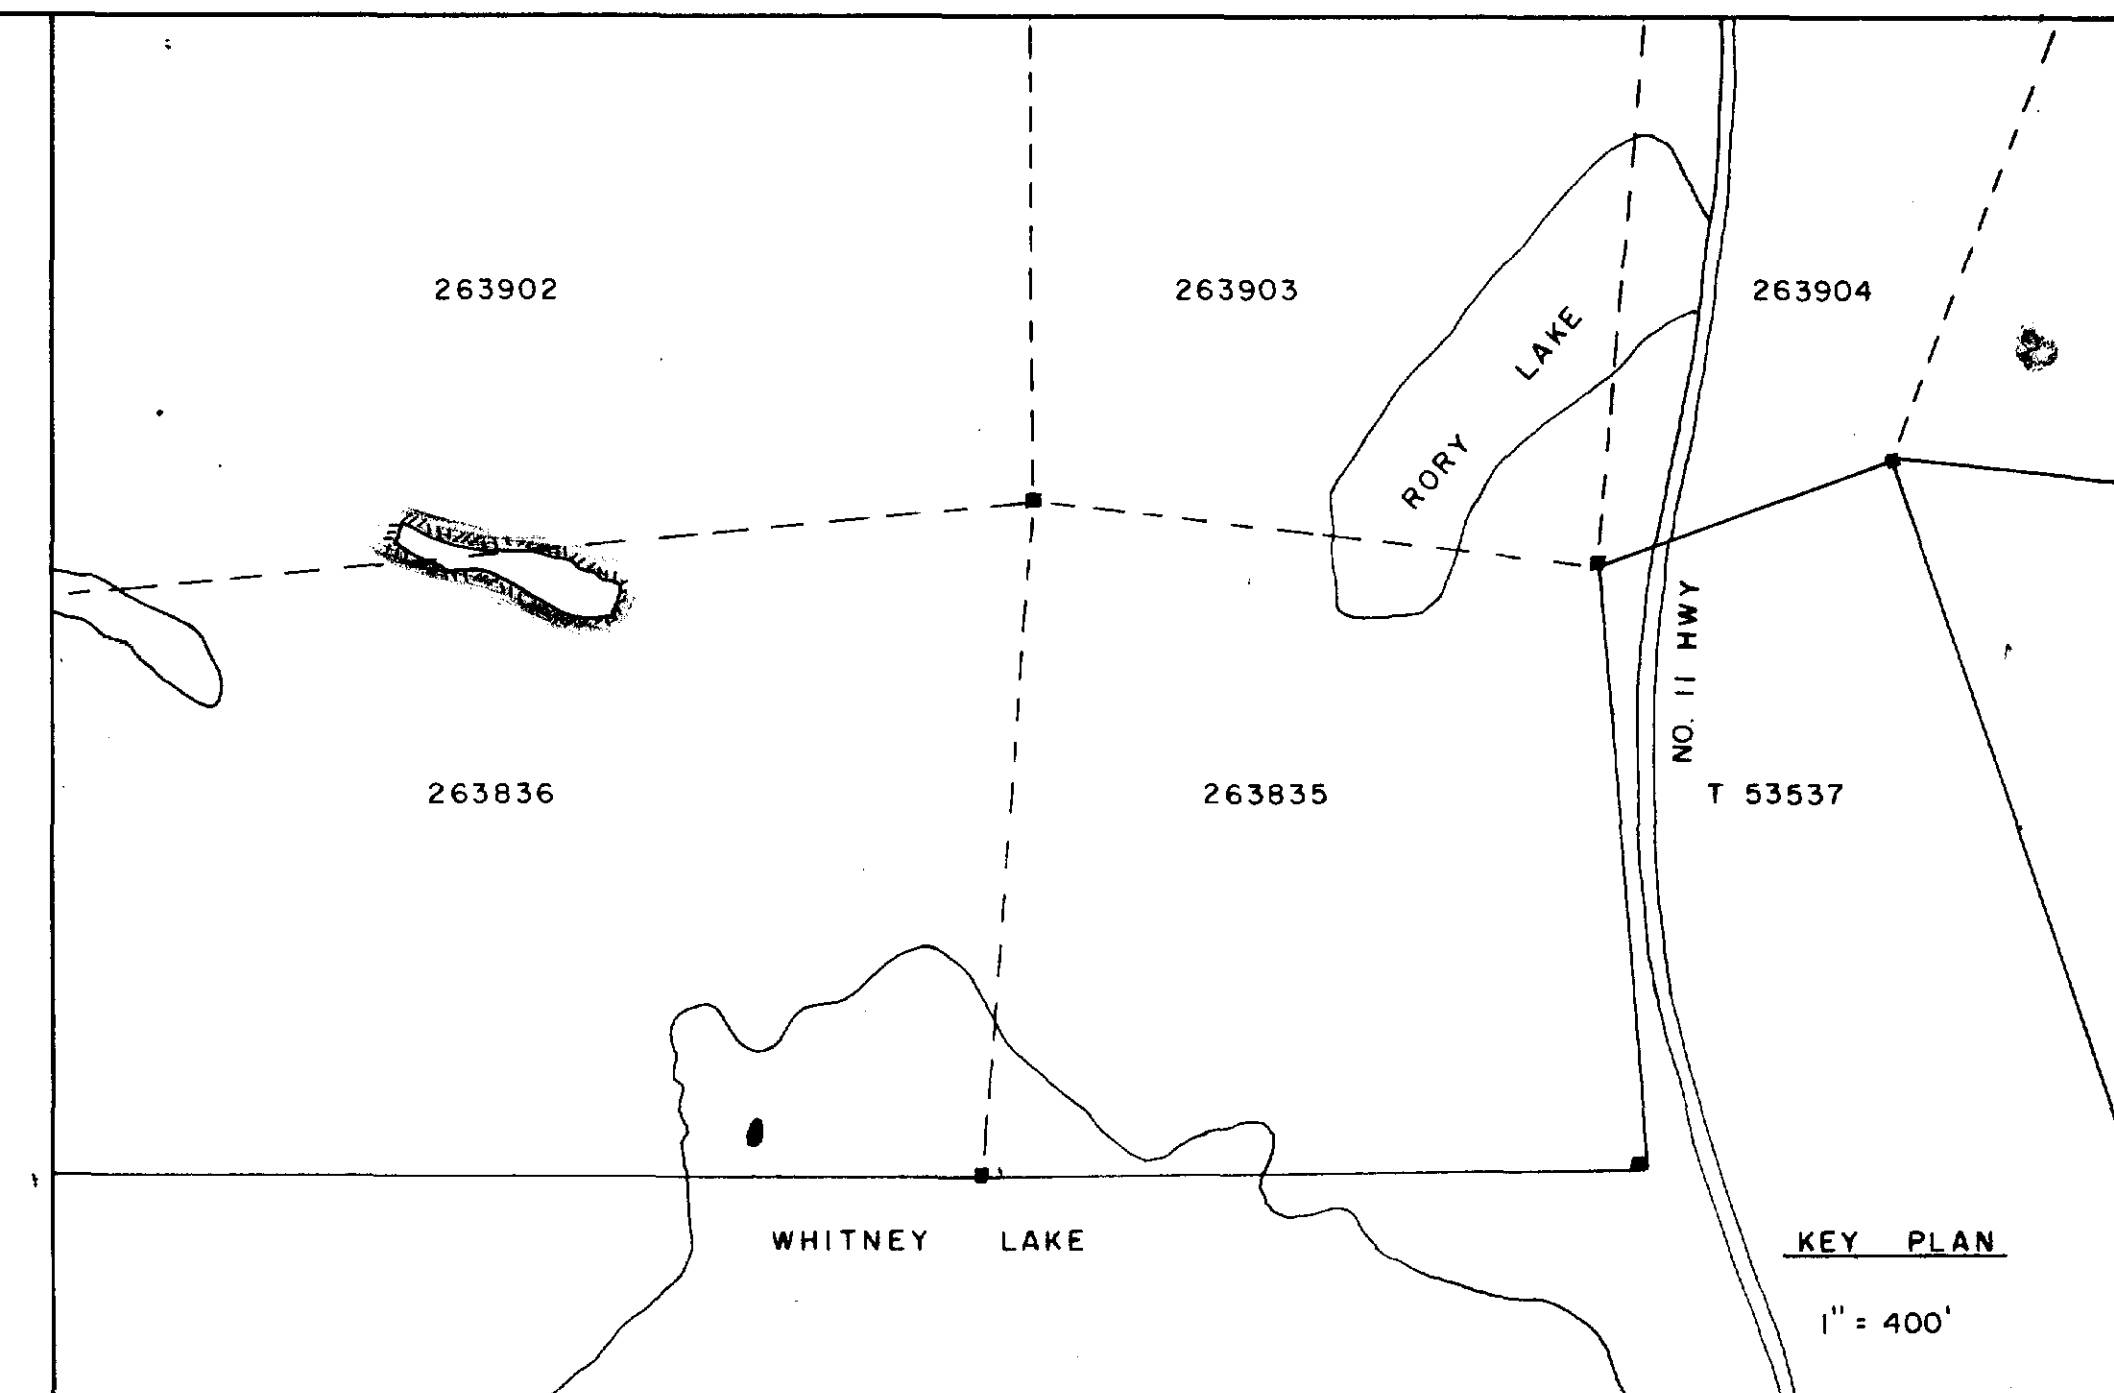 263902
263903
263904
RORY LAKE
NO. 11 HWY
263836
263835
T 53537
WHITNEY LAKE
KEY PLAN
1" = 400'